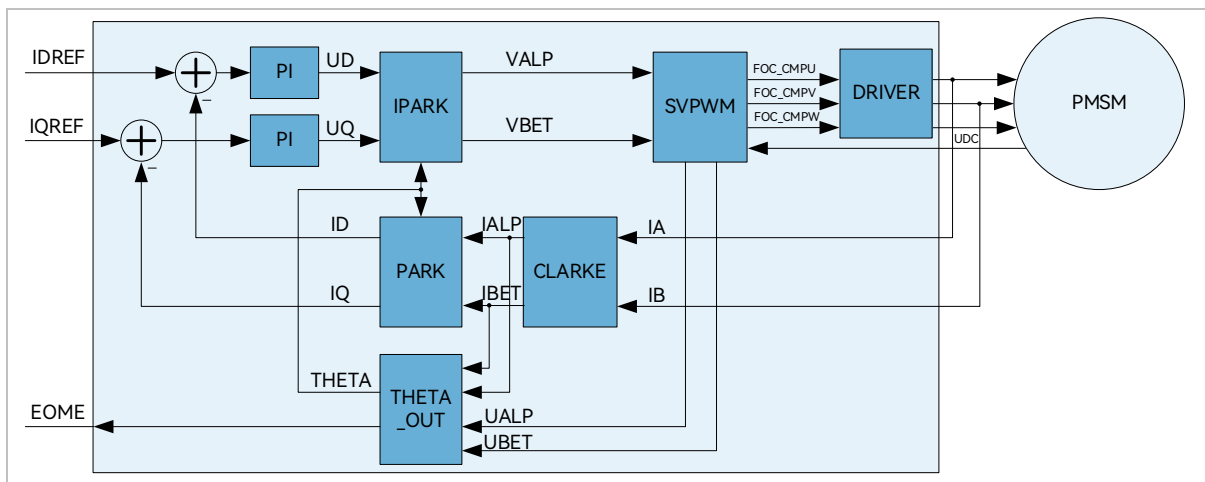 IDREF
PI
UD
IPARK
VALP
SVPWM
FOC_CMPU
FOC_CMPV
FOC_CMPW
DRIVER
PMSM
IQREF
PI
UQ
VBET
UDC
ID
PARK
IALP
CLARKE
IA
IQ
IBET
IB
THETA
THETA
_OUT
EOME
UALP
UBET